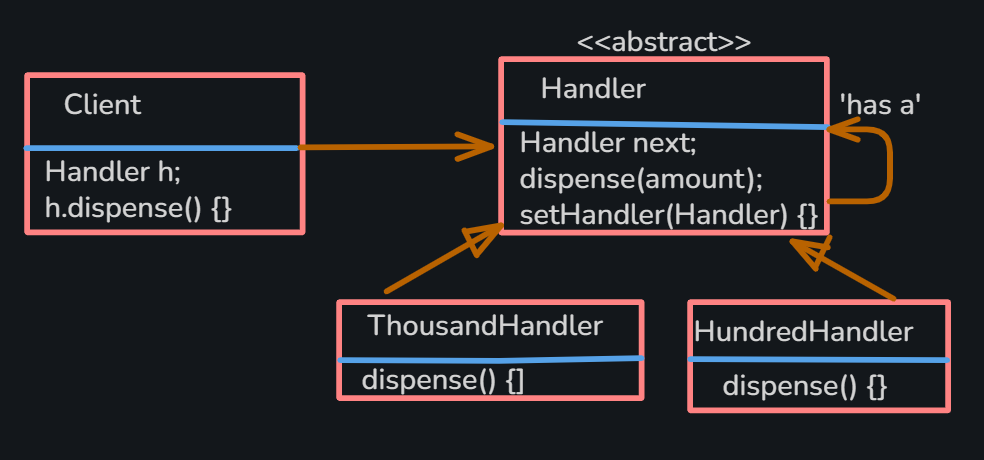 <<abstract>>
Client
Handler h;
h.dispense() {}
Handler
Handler next;
dispense(amount);
setHandler(Handler) {}
'has a'
ThousandHandler
dispense() {]
HundredHandler
dispense() {}